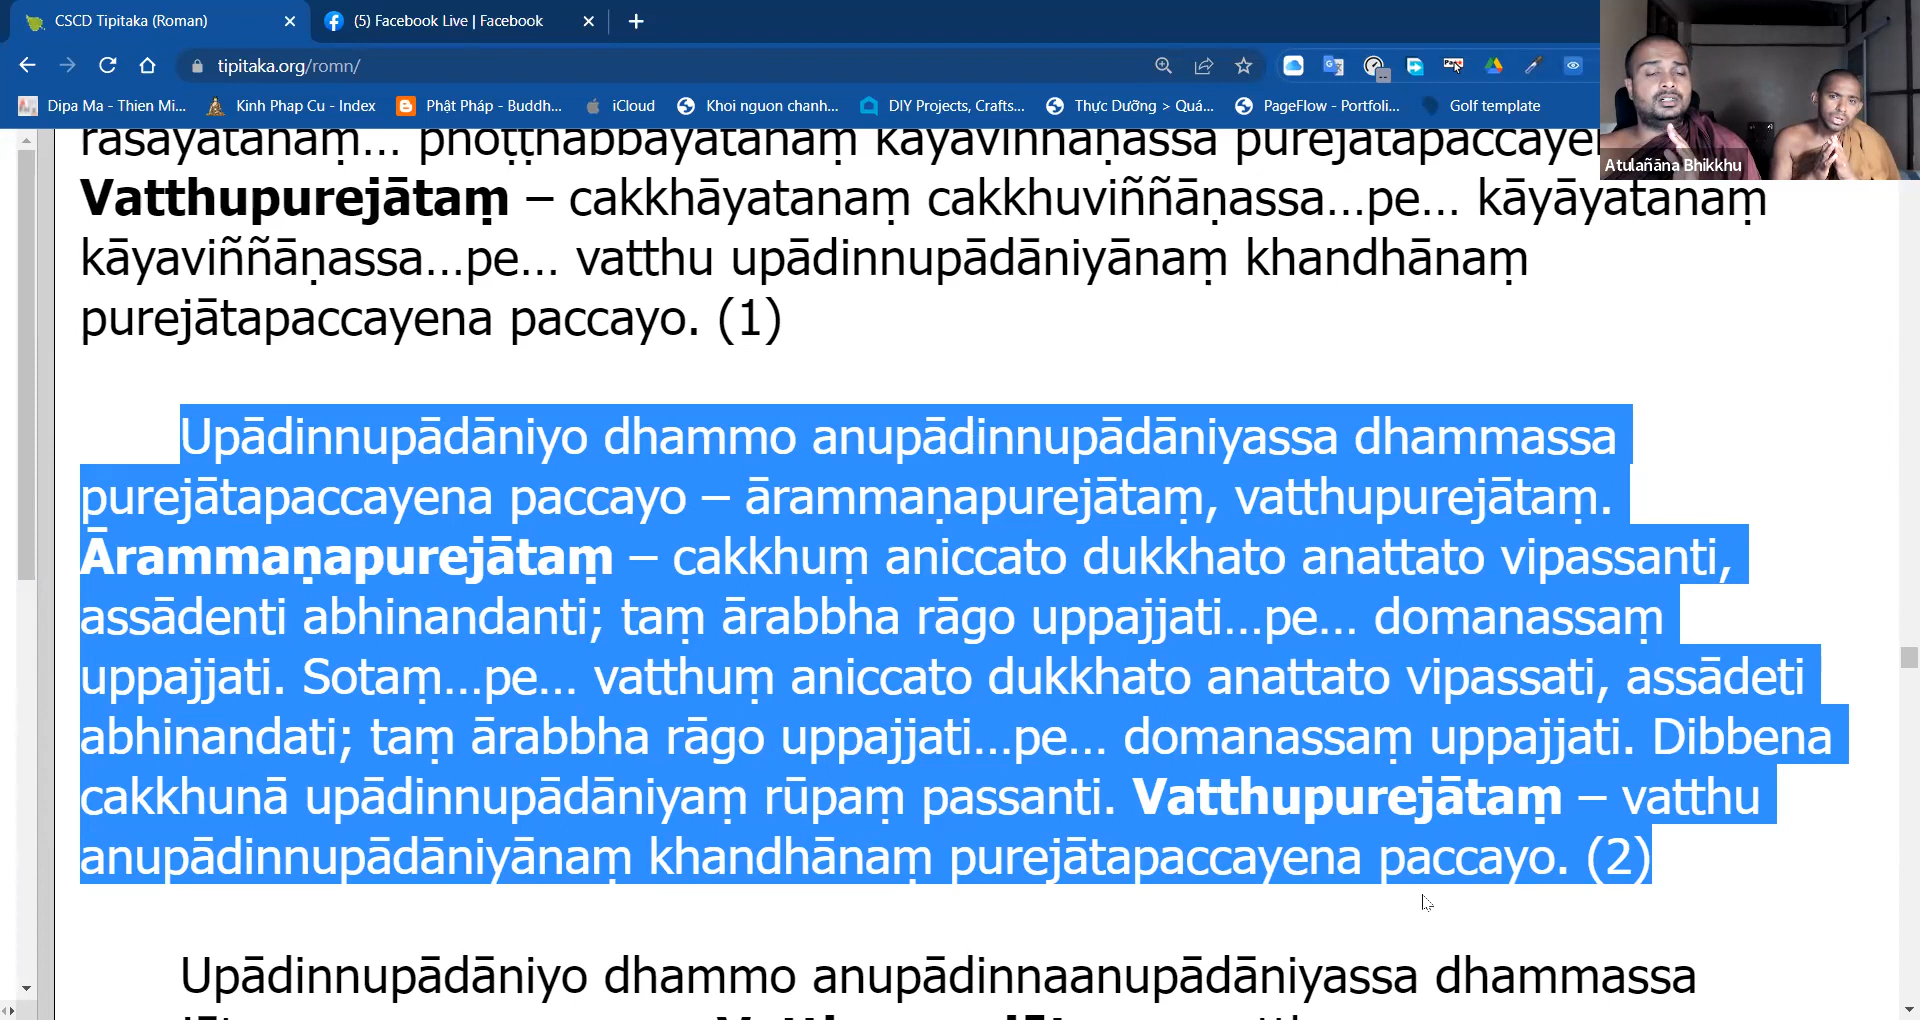 CSCD Tipitaka (Roman)
(5) Facebook Live | Facebook
tipitaka.org/romn/
Dipa Ma - Thien Mi...
Kinh Phap Cu - Index
Phật Pháp - Buddh...
iCloud
Khoi nguon chanh...
DIY Projects, Crafts...
Thực Dưỡng > Quá...
PageFlow - Portfolio...
Golf template
Atulañāna Bhikkhu
rasāyatanaṃ... phoṭṭhabbāyatanaṃ kāyaviññāṇassa purejātapaccaye
Vatthupurejātaṃ – cakkhāyatanaṃ cakkhuviññāṇassa...pe... kāyāyatanaṃ
kāyaviññāṇassa...pe... vatthu upādinnupādāniyānaṃ khandhānaṃ
purejātapaccayena paccayo. (1)
Upādinnupādāniyo dhammo anupādinnupādāniyassa dhammassa
purejātapaccayena paccayo – ārammaṇapurejātaṃ, vatthupurejātaṃ.
Ārammaṇapurejātaṃ – cakkhuṃ aniccato dukkhato anattato vipassanti,
assādenti abhinandanti; taṃ ārabbha rāgo uppajjati...pe... domanassaṃ
uppajjati. Sotaṃ...pe... vatthuṃ aniccato dukkhato anattato vipassati, assādeti
abhinandati; taṃ ārabbha rāgo uppajjati...pe... domanassaṃ uppajjati. Dibbena
cakkhunā upādinnupādāniyaṃ rūpaṃ passanti. Vatthupurejātaṃ – vatthu
anupādinnupādāniyānaṃ khandhānaṃ purejātapaccayena paccayo. (2)
Upādinnupādāniyo dhammo anupādinnaanupādāniyassa dhammassa